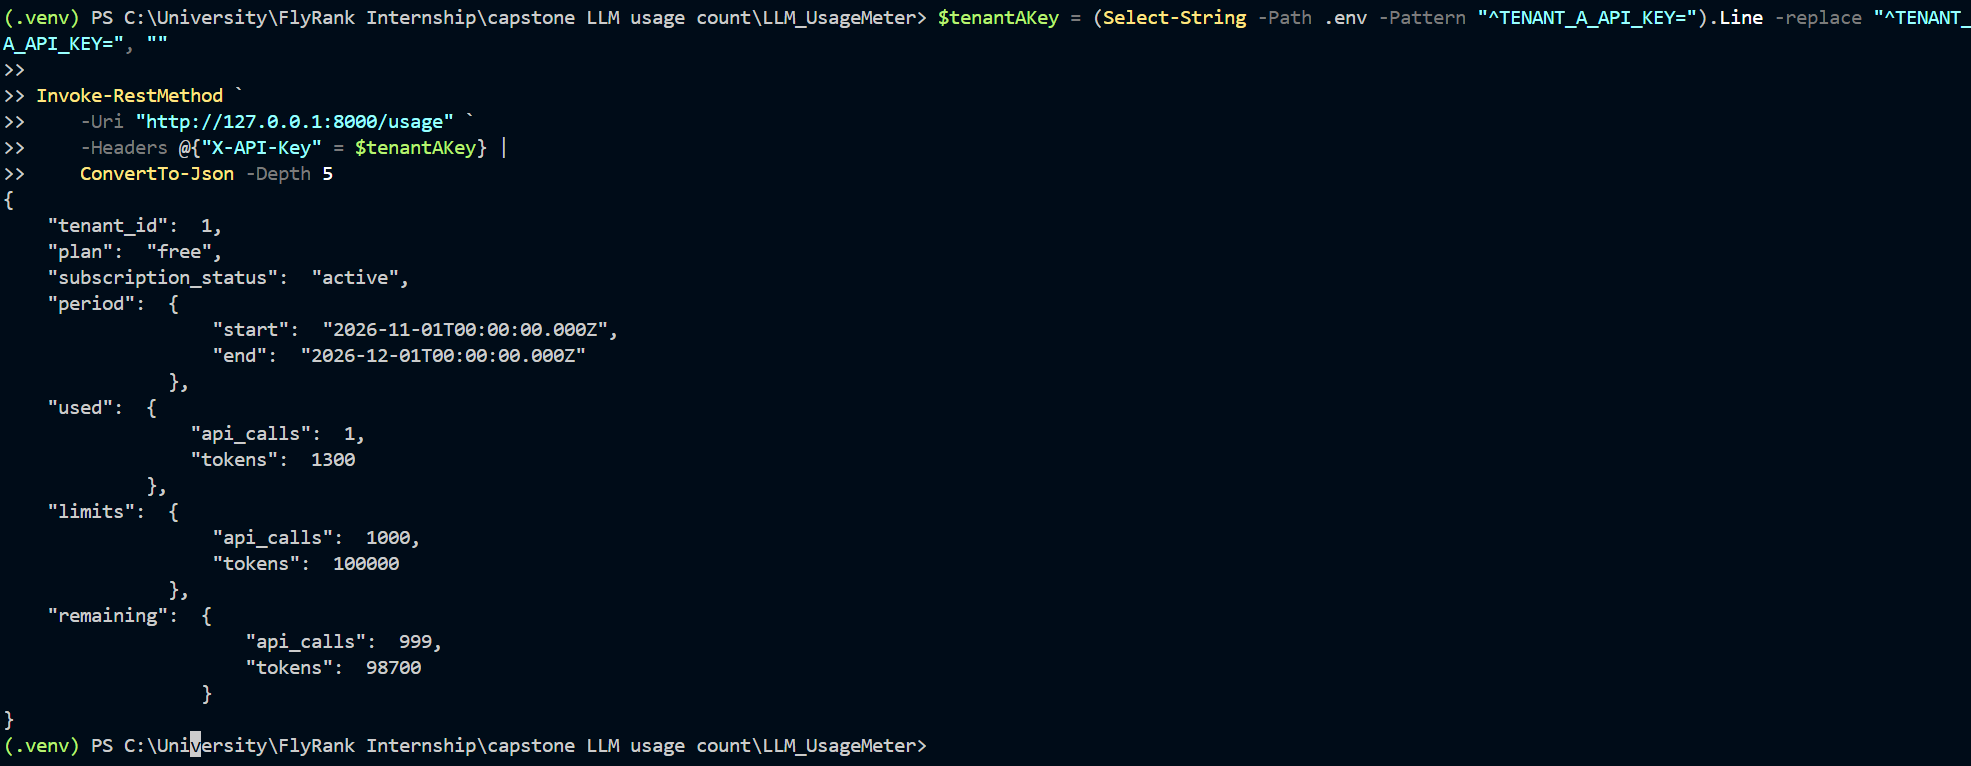 (.venv) PS C:\University\FlyRank Internship\capstone LLM usage count\LLM_UsageMeter> $tenantAKey = (Select-String -Path .env -Pattern "^TENANT_A_API_KEY=").Line -replace "^TENANT_
A_API_KEY=", ""
>>
>> Invoke-RestMethod `
>>     -Uri "http://127.0.0.1:8000/usage" `
>>     -Headers @{"X-API-Key" = $tenantAKey} |
>>     ConvertTo-Json -Depth 5
{
    "tenant_id":  1,
    "plan":  "free",
    "subscription_status":  "active",
    "period":  {
                   "start":  "2026-11-01T00:00:00.000Z",
                   "end":  "2026-12-01T00:00:00.000Z"
               },
    "used":  {
                 "api_calls":  1,
                 "tokens":  1300
             },
    "limits":  {
                   "api_calls":  1000,
                   "tokens":  100000
               },
    "remaining":  {
                      "api_calls":  999,
                      "tokens":  98700
                  }
}
(.venv) PS C:\University\FlyRank Internship\capstone LLM usage count\LLM_UsageMeter>